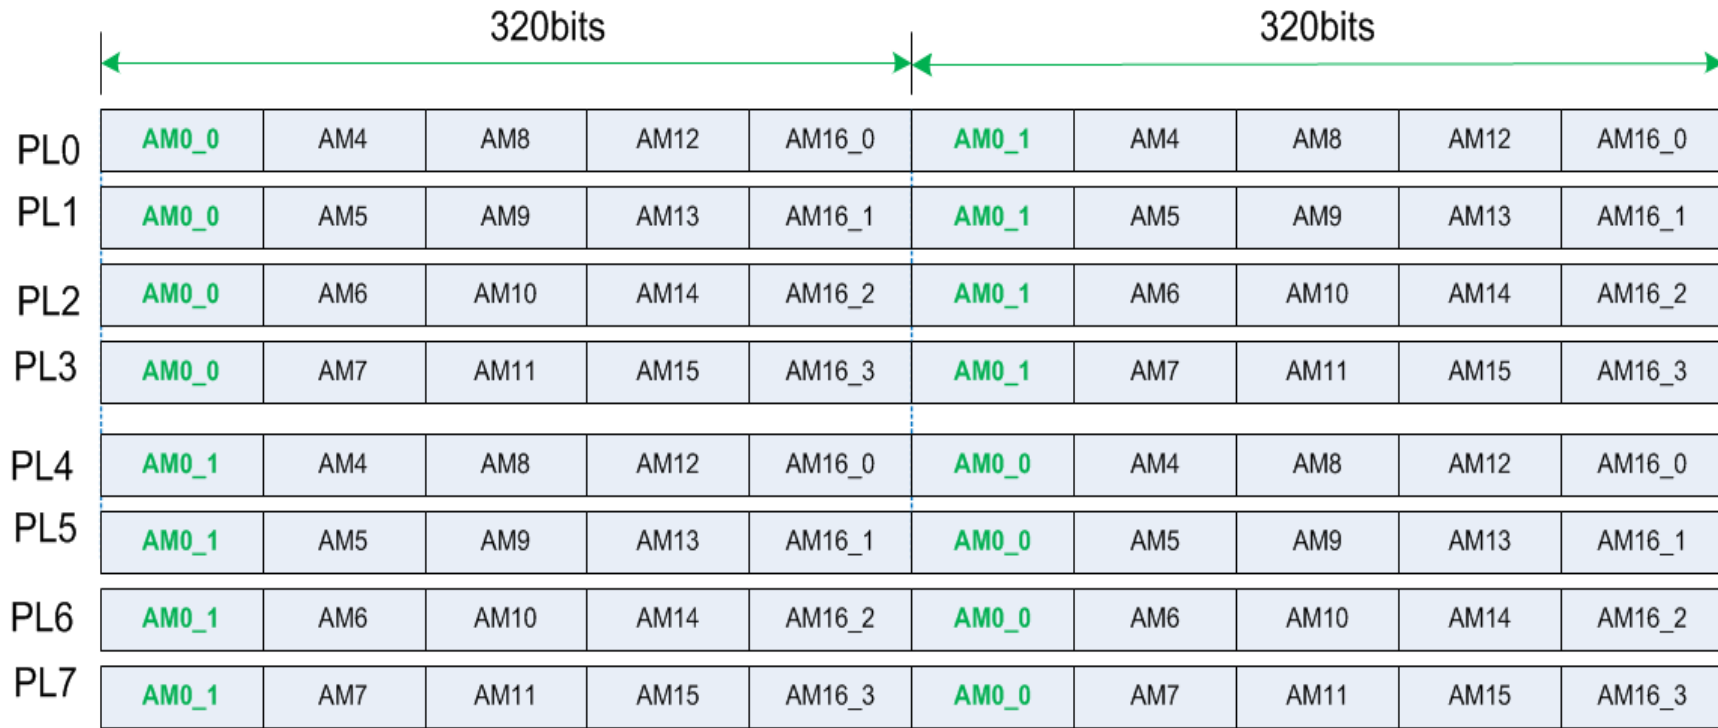 320bits 320bits
PL0 AM0_0 AM4 AM8 AM12 AM16_0 AM0_1 AM4 AM8 AM12 AM16_0
PL1 AM0_0 AM5 AM9 AM13 AM16_1 AM0_1 AM5 AM9 AM13 AM16_1
PL2 AM0_0 AM6 AM10 AM14 AM16_2 AM0_1 AM6 AM10 AM14 AM16_2
PL3 AM0_0 AM7 AM11 AM15 AM16_3 AM0_1 AM7 AM11 AM15 AM16_3
PL4 AM0_1 AM4 AM8 AM12 AM16_0 AM0_0 AM4 AM8 AM12 AM16_0
PL5 AM0_1 AM5 AM9 AM13 AM16_1 AM0_0 AM5 AM9 AM13 AM16_1
PL6 AM0_1 AM6 AM10 AM14 AM16_2 AM0_0 AM6 AM10 AM14 AM16_2
PL7 AM0_1 AM7 AM11 AM15 AM16_3 AM0_0 AM7 AM11 AM15 AM16_3